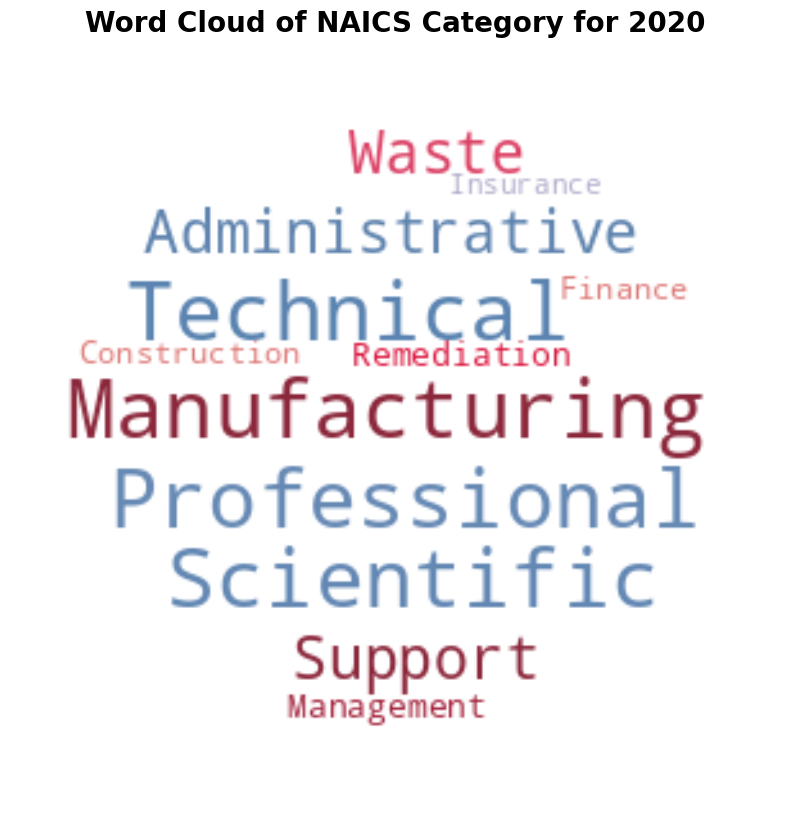 Word Cloud of NAICS Category for 2020
Waste
Insurance
Administrative
Technical
Finance
Construction
Remediation
Manufacturing
Professional
Scientific
Support
Management